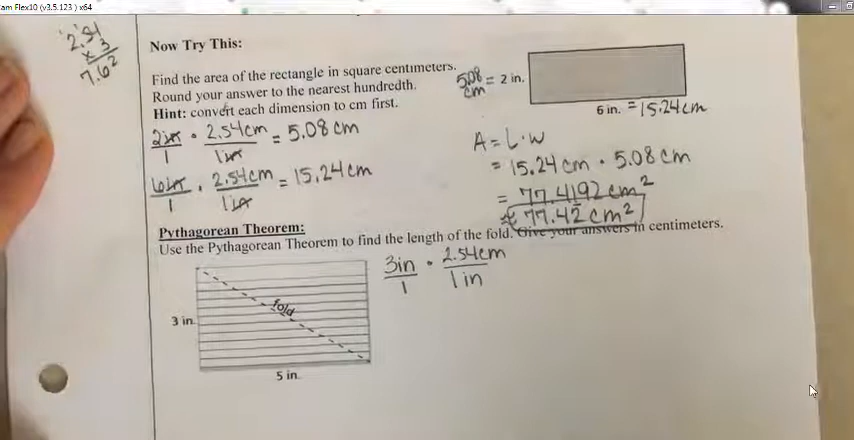 am Flex10 (v3.5.123 ) x64
2.54
x 3
7.62
Now Try This:
Find the area of the rectangle in square centimeters.
Round your answer to the nearest hundredth.
Hint: convert each dimension to cm first.
5.08 cm = 2 in.
6 in. = 15.24cm
2in/1 • 2.54cm/1in = 5.08 cm
6in/1 • 2.54cm/1in = 15.24cm
A = L·W
= 15.24 cm • 5.08 cm
= 77.4192 cm²
≈ 77.42 cm²
Pythagorean Theorem:
Use the Pythagorean Theorem to find the length of the fold. Give your answers in centimeters.
3in/1 • 2.54cm/1in
fold
3 in.
5 in.